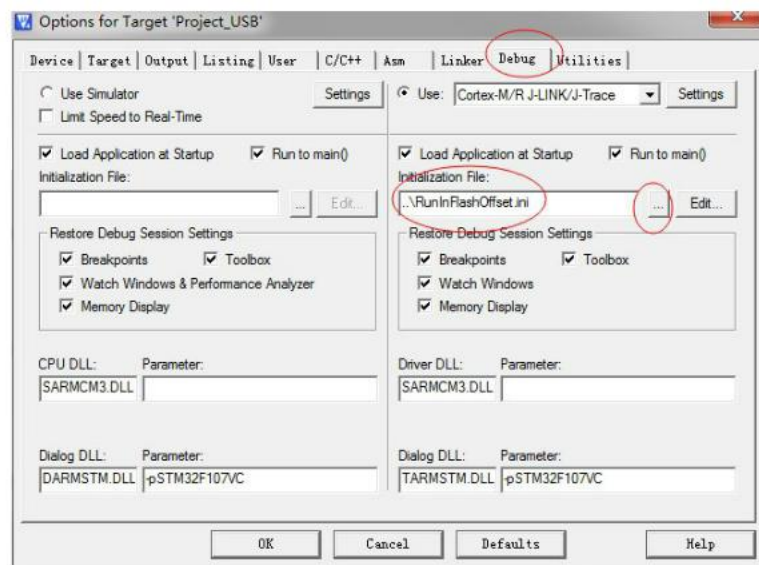 Options for Target 'Project_USB'
Device Target Output Listing User C/C++ Asm Linker Debug Utilities
Use Simulator Settings
Limit Speed to Real-Time
Use: Cortex-M/R J-LINK/J-Trace Settings
Load Application at Startup Run to main()
Initialization File:
... Edit...
Restore Debug Session Settings
Breakpoints Toolbox
Watch Windows & Performance Analyzer
Memory Display
Load Application at Startup Run to main()
Initialization File:
..\RunInFlashOffset.ini ... Edit...
Restore Debug Session Settings
Breakpoints Toolbox
Watch Windows
Memory Display
CPU DLL: Parameter:
SARMCM3.DLL
Driver DLL: Parameter:
SARMCM3.DLL
Dialog DLL: Parameter:
DARMSTM.DLL -pSTM32F107VC
Dialog DLL: Parameter:
TARMSTM.DLL -pSTM32F107VC
OK Cancel Defaults Help